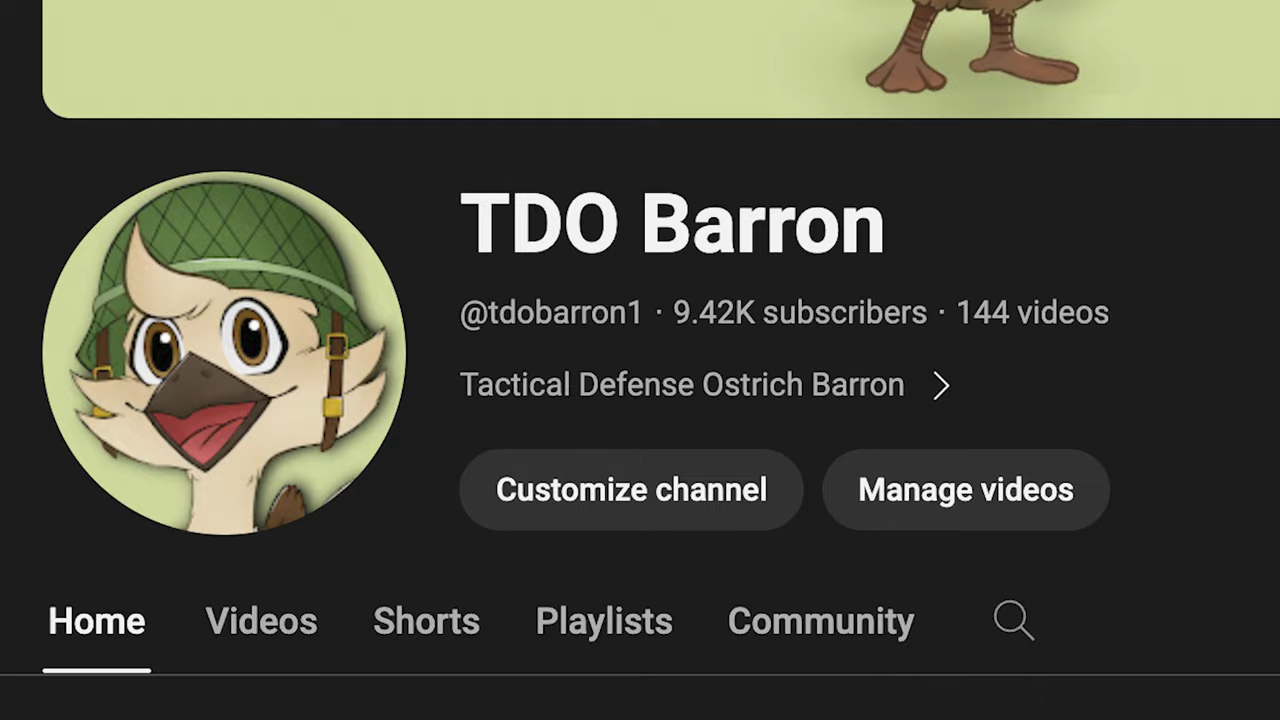 TDO Barron
@tdobarron1 · 9.42K subscribers · 144 videos
Tactical Defense Ostrich Barron
Customize channel Manage videos
Home Videos Shorts Playlists Community